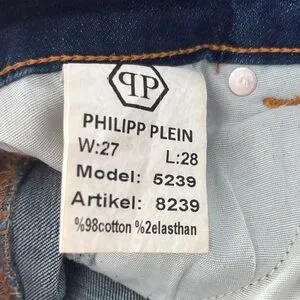 PP
PHILIPP PLEIN
W:27 L:28
Model: 5239
Artikel: 8239
%98cotton %2elasthan